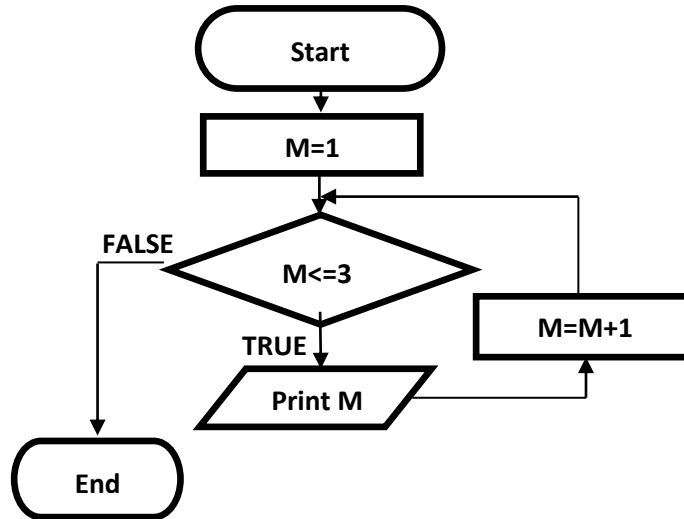 Start
M=1
FALSE
M<=3
M=M+1
TRUE
Print M
End